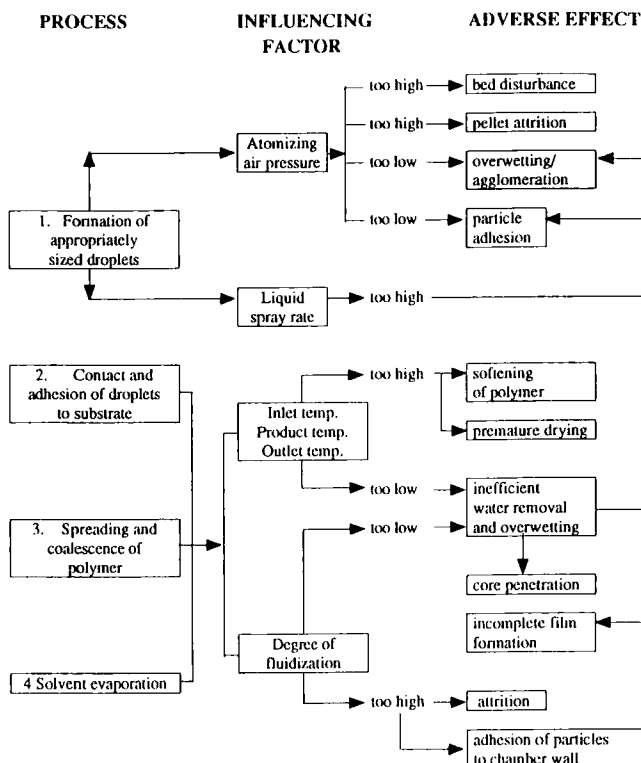 PROCESS
INFLUENCING
FACTOR
ADVERSE EFFECT
too high
bed disturbance
too high
pellet attrition
Atomizing
air pressure
too low
overwetting/
agglomeration
too low
particle
adhesion
1. Formation of
appropriately
sized droplets
Liquid
spray rate
too high
2. Contact and
adhesion of droplets
to substrate
too high
softening
of polymer
Inlet temp.
Product temp.
Outlet temp.
premature drying
too low
inefficient
water removal
and overwetting
too low
3. Spreading and
coalescence of
polymer
core penetration
incomplete film
formation
Degree of
fluidization
4 Solvent evaporation
too high
attrition
adhesion of particles
to chamber wall